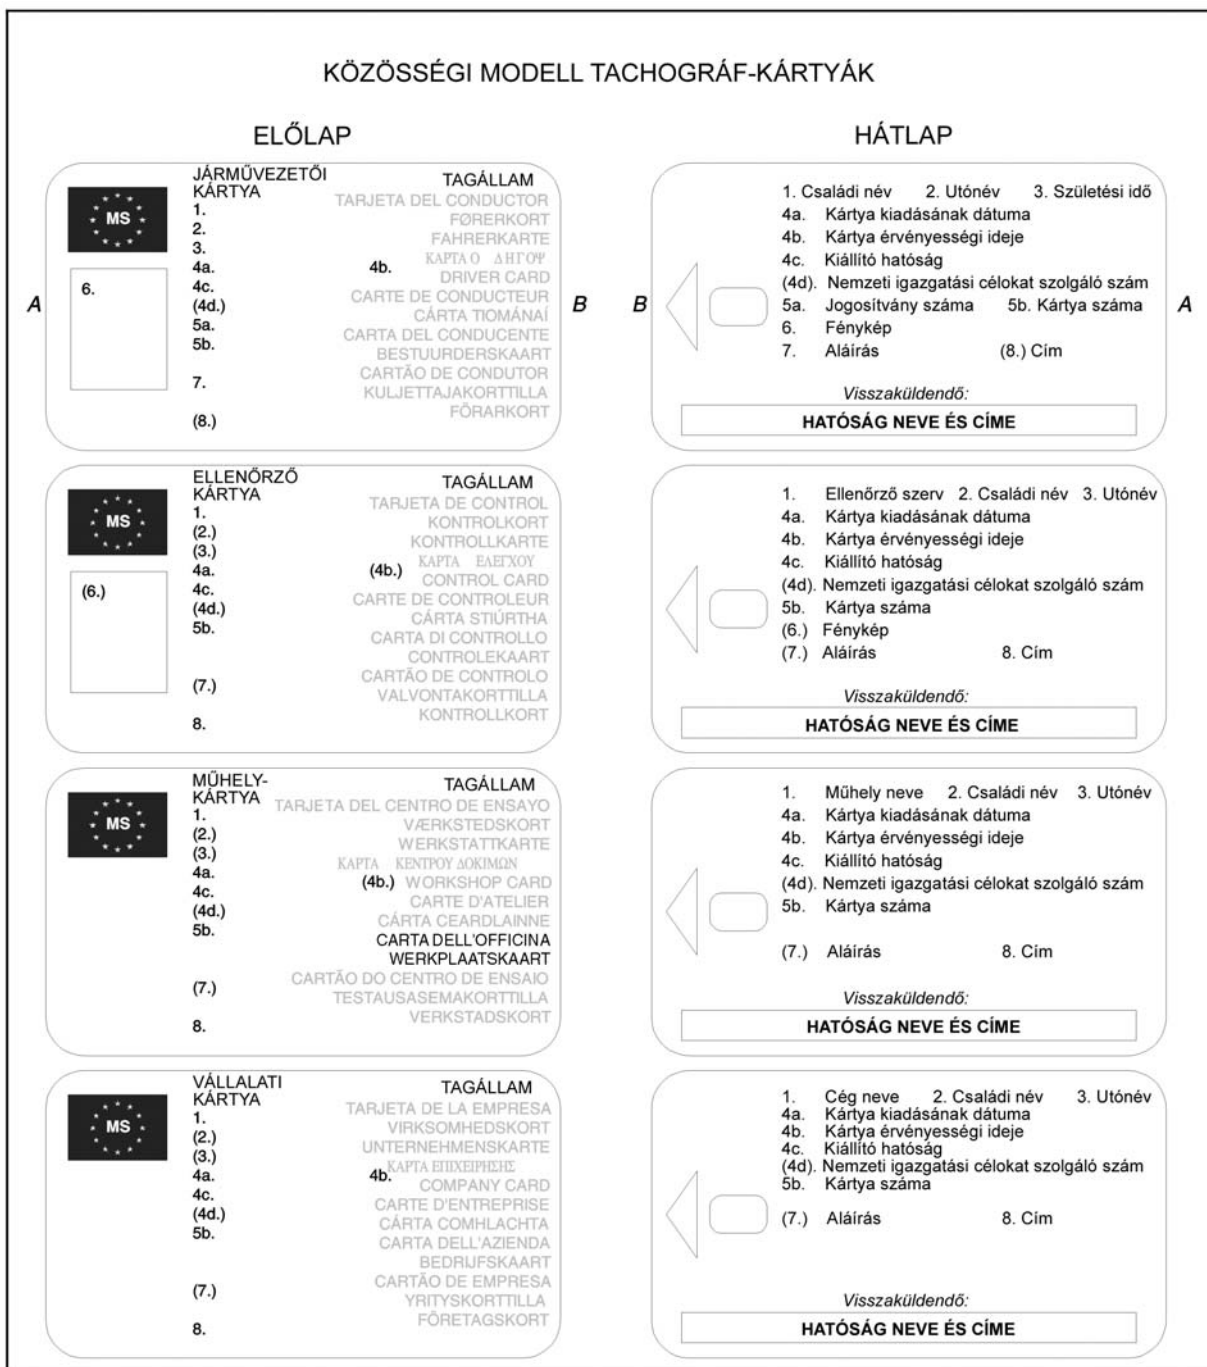 KÖZÖSSÉGI MODELL TACHOGRÁF-KÁRTYÁK
ELŐLAP
HÁTLAP
A
MS
6.
JÁRMŰVEZETŐI
KÁRTYA
1.
2.
3.
4a.
4b.
4c.
(4d.)
5a.
5b.
7.
(8.)
TAGÁLLAM
TARJETA DEL CONDUCTOR
FØRERKORT
FAHRERKARTE
ΚΑΡΤΑ Ο ΔΗΓΟΨ
DRIVER CARD
CARTE DE CONDUCTEUR
CÁRTA TIOMÁNAÍ
CARTA DEL CONDUCENTE
BESTUURDERSKAART
CARTÃO DE CONDUTOR
KULJETTAJAKORTTILLA
FÖRARKORT
B
B
1. Családi név 2. Utónév 3. Születési idő
4a. Kártya kiadásának dátuma
4b. Kártya érvényességi ideje
4c. Kiállító hatóság
(4d). Nemzeti igazgatási célokat szolgáló szám
5a. Jogosítvány száma 5b. Kártya száma
6. Fénykép
7. Aláírás (8.) Cím
Visszaküldendő:
HATÓSÁG NEVE ÉS CÍME
A
MS
(6.)
ELLENŐRZŐ
KÁRTYA
1.
(2.)
(3.)
4a.
(4b.)
4c.
(4d.)
5b.
(7.)
8.
TAGÁLLAM
TARJETA DE CONTROL
KONTROLKORT
KONTROLLKARTE
ΚΑΡΤΑ ΕΛΕΓΧΟΥ
CONTROL CARD
CARTE DE CONTROLEUR
CÁRTA STIÚRTHA
CARTA DI CONTROLLO
CONTROLEKAART
CARTÃO DE CONTROLO
VALVONTAKORTTILLA
KONTROLLKORT
1. Ellenőrző szerv 2. Családi név 3. Utónév
4a. Kártya kiadásának dátuma
4b. Kártya érvényességi ideje
4c. Kiállító hatóság
(4d). Nemzeti igazgatási célokat szolgáló szám
5b. Kártya száma
(6.) Fénykép
(7.) Aláírás 8. Cím
Visszaküldendő:
HATÓSÁG NEVE ÉS CÍME
MS
MŰHELY-
KÁRTYA
1.
(2.)
(3.)
4a.
(4b.)
4c.
(4d.)
5b.
(7.)
8.
TAGÁLLAM
TARJETA DEL CENTRO DE ENSAYO
VÆRKSTEDSKORT
WERKSTATTKARTE
ΚΑΡΤΑ ΚΕΝΤΡΟΥ ΔΟΚΙΜΩΝ
WORKSHOP CARD
CARTE D'ATELIER
CÁRTA CEARDLAINNE
CARTA DELL'OFFICINA
WERKPLAATSKAART
CARTÃO DO CENTRO DE ENSAIO
TESTAUSASEMAKORTTILLA
VERKSTADSKORT
1. Műhely neve 2. Családi név 3. Utónév
4a. Kártya kiadásának dátuma
4b. Kártya érvényességi ideje
4c. Kiállító hatóság
(4d). Nemzeti igazgatási célokat szolgáló szám
5b. Kártya száma
(7.) Aláírás 8. Cím
Visszaküldendő:
HATÓSÁG NEVE ÉS CÍME
MS
VÁLLALATI
KÁRTYA
1.
(2.)
(3.)
4a.
4b.
4c.
(4d.)
5b.
(7.)
8.
TAGÁLLAM
TARJETA DE LA EMPRESA
VIRKSOMHEDSKORT
UNTERNEHMENSKARTE
ΚΑΡΤΑ ΕΠΙΧΕΙΡΗΣΗΣ
COMPANY CARD
CARTE D'ENTREPRISE
CÁRTA COMHLACHTA
CARTA DELL'AZIENDA
BEDRIJFSKAART
CARTÃO DE EMPRESA
YRITYSKORTTILLA
FÖRETAGSKORT
1. Cég neve 2. Családi név 3. Utónév
4a. Kártya kiadásának dátuma
4b. Kártya érvényességi ideje
4c. Kiállító hatóság
(4d). Nemzeti igazgatási célokat szolgáló szám
5b. Kártya száma
(7.) Aláírás 8. Cím
Visszaküldendő:
HATÓSÁG NEVE ÉS CÍME